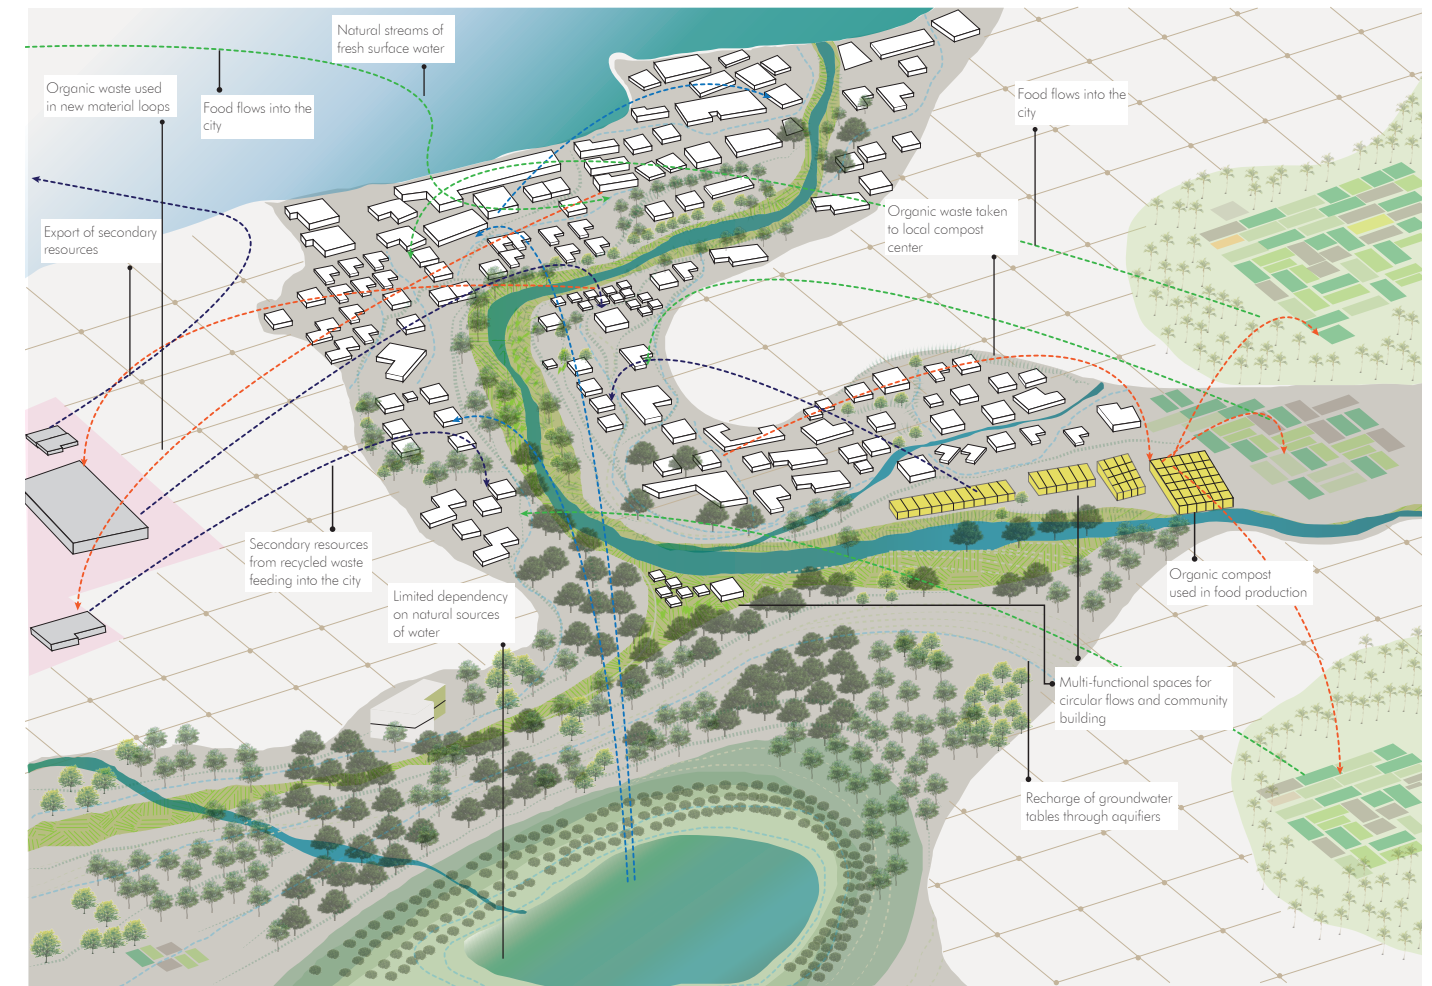 Natural streams of
fresh surface water
Organic waste used
in new material loops
Food flows into the
city
Food flows into the
city
Organic waste taken
to local compost
center
Export of secondary
resources
Secondary resources
from recycled waste
feeding into the city
Organic compost
used in food production
Limited dependency
on natural sources
of water
Multi-functional spaces for
circular flows and community
building
Recharge of groundwater
tables through aquifiers